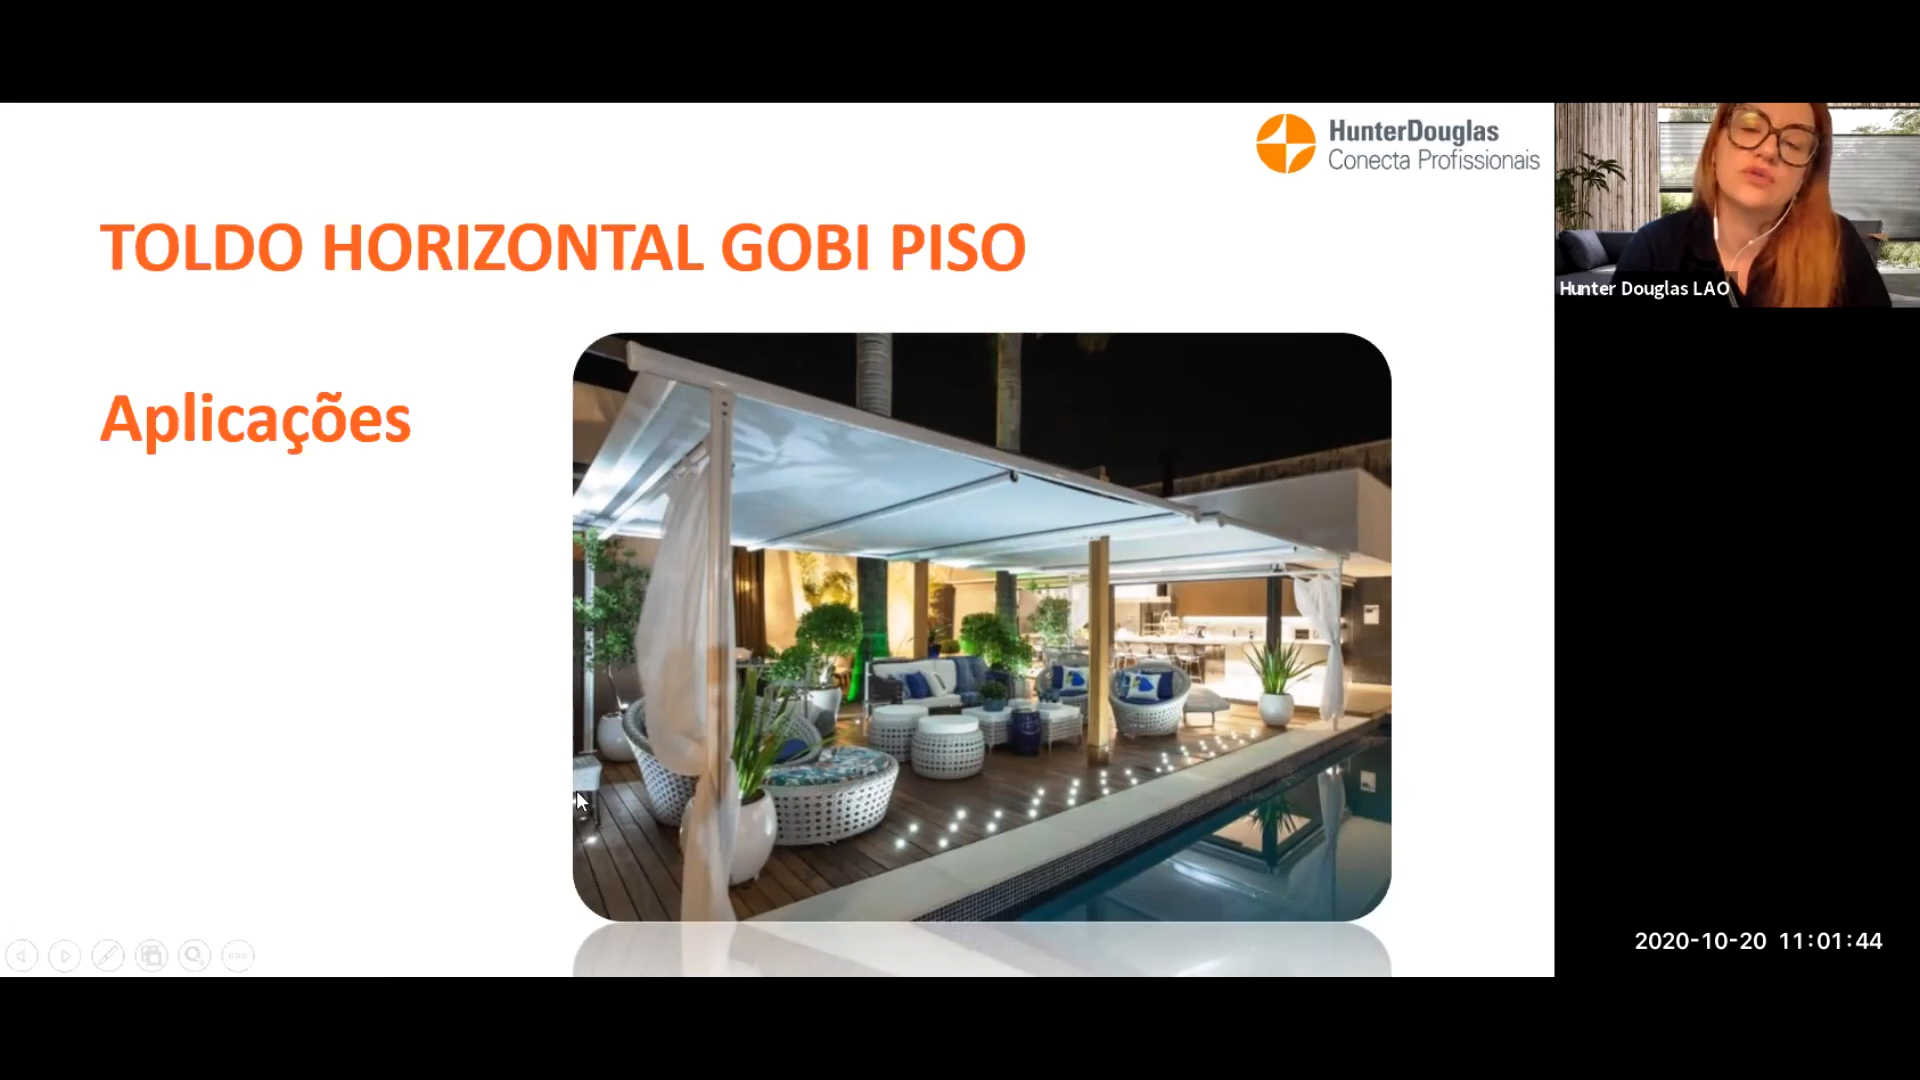 HunterDouglas
Conecta Profissionais
TOLDO HORIZONTAL GOBI PISO
Aplicações
Hunter Douglas LAO
2020-10-20 11:01:44